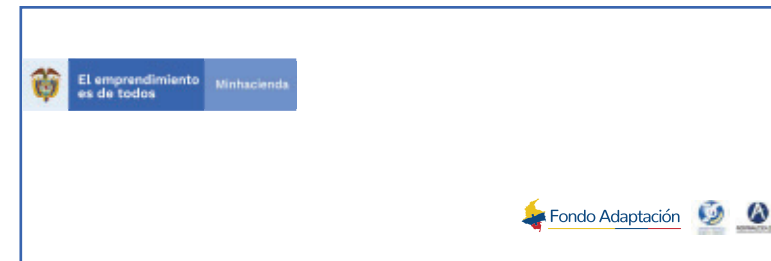 El emprendimiento
es de todos
Minhacienda
Fondo Adaptación